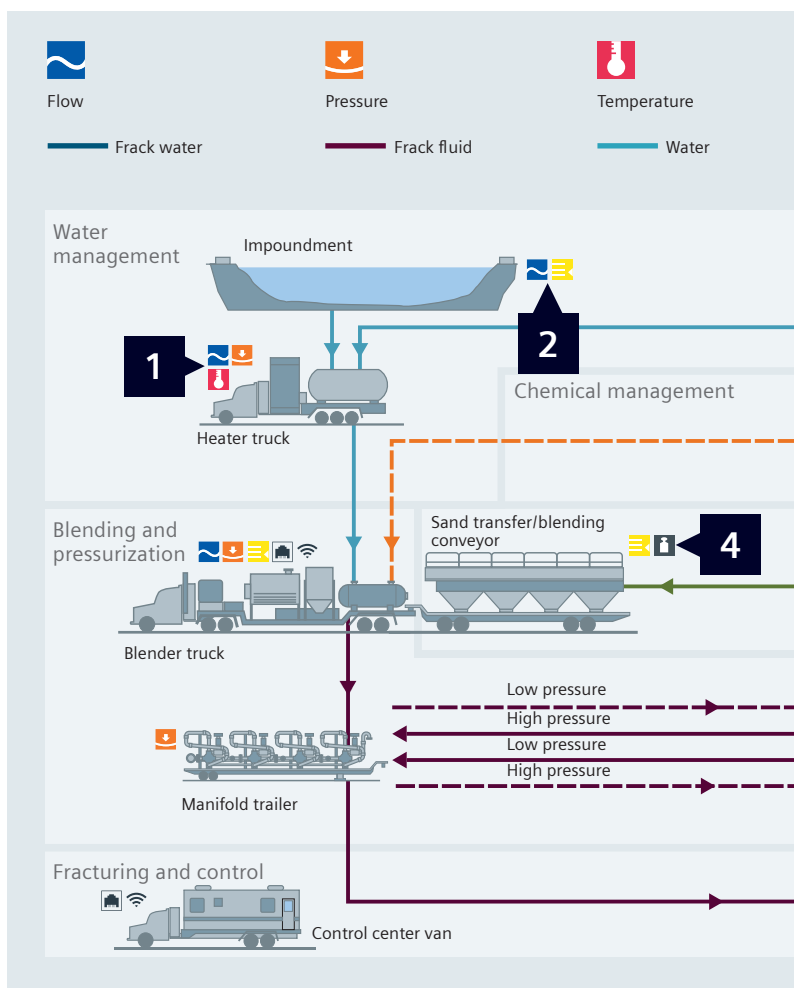 Flow
Pressure
Temperature
Frack water
Frack fluid
Water
Water
management
Impoundment
2
1
Chemical management
Heater truck
Blending and
pressurization
Sand transfer/blending
conveyor
4
Blender truck
Low pressure
High pressure
Low pressure
High pressure
Manifold trailer
Fracturing and control
Control center van